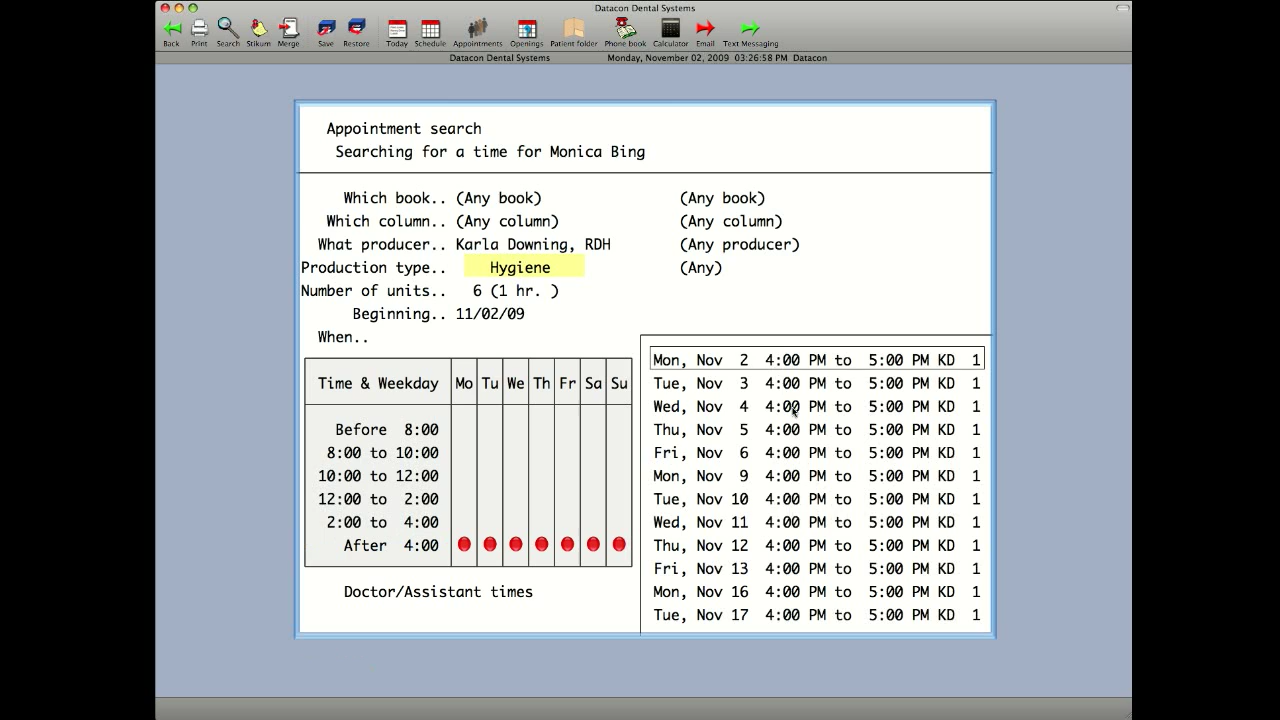 Datacon Dental Systems
Back Print Search Stikum Merge Save Restore Today Schedule Appointments Openings Patient folder Phone book Calculator Email Text Messaging
Datacon Dental Systems Monday, November 02, 2009 03:26:58 PM Datacon
Appointment search
Searching for a time for Monica Bing
Which book.. (Any book) (Any book)
Which column.. (Any column) (Any column)
What producer.. Karla Downing, RDH (Any producer)
Production type.. Hygiene (Any)
Number of units.. 6 (1 hr. )
Beginning.. 11/02/09
When..
Time & Weekday Mo Tu We Th Fr Sa Su
Before 8:00
8:00 to 10:00
10:00 to 12:00
12:00 to 2:00
2:00 to 4:00
After 4:00
Doctor/Assistant times
Mon, Nov 2 4:00 PM to 5:00 PM KD 1
Tue, Nov 3 4:00 PM to 5:00 PM KD 1
Wed, Nov 4 4:00 PM to 5:00 PM KD 1
Thu, Nov 5 4:00 PM to 5:00 PM KD 1
Fri, Nov 6 4:00 PM to 5:00 PM KD 1
Mon, Nov 9 4:00 PM to 5:00 PM KD 1
Tue, Nov 10 4:00 PM to 5:00 PM KD 1
Wed, Nov 11 4:00 PM to 5:00 PM KD 1
Thu, Nov 12 4:00 PM to 5:00 PM KD 1
Fri, Nov 13 4:00 PM to 5:00 PM KD 1
Mon, Nov 16 4:00 PM to 5:00 PM KD 1
Tue, Nov 17 4:00 PM to 5:00 PM KD 1